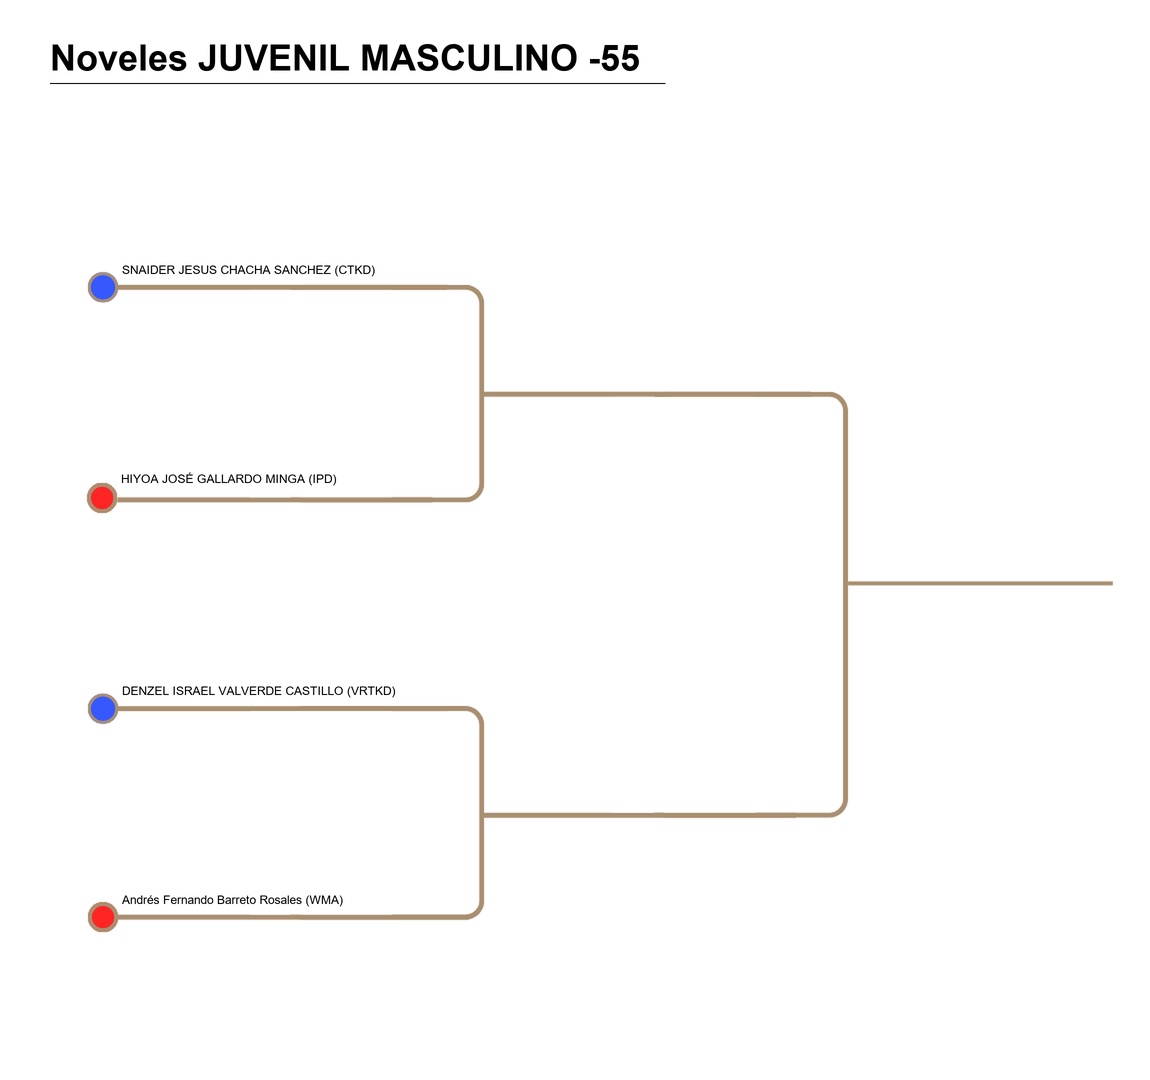 Noveles JUVENIL MASCULINO -55
SNAIDER JESUS CHACHA SANCHEZ (CTKD)
HIYOA JOSÉ GALLARDO MINGA (IPD)
DENZEL ISRAEL VALVERDE CASTILLO (VRTKD)
Andrés Fernando Barreto Rosales (WMA)